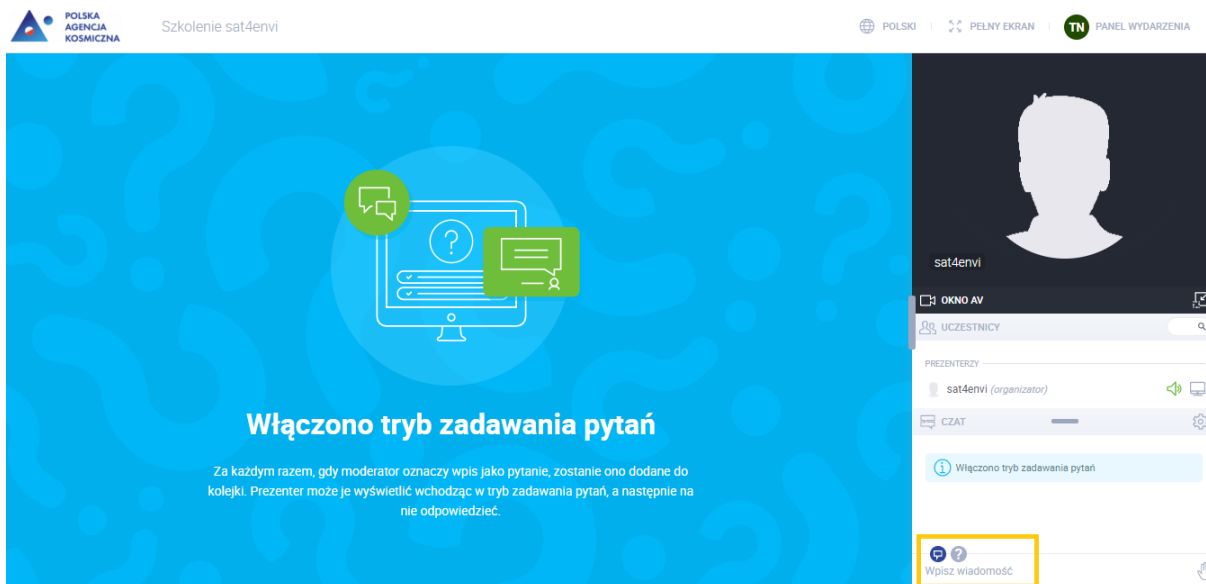 POLSKA
AGENCJA
KOSMICZNA
Szkolenie sat4envi
POLSKI
PEŁNY EKRAN
TN
PANEL WYDARZENIA
Włączono tryb zadawania pytań
Za każdym razem, gdy moderator oznaczy wpis jako pytanie, zostanie ono dodane do
kolejki. Prezenter może je wyświetlić wchodząc w tryb zadawania pytań, a następnie na
nie odpowiedzieć.
sat4envi
OKNO AV
UCZESTNICY
PREZENTERZY
sat4envi (organizator)
CZAT
Włączono tryb zadawania pytań
Wpisz wiadomość